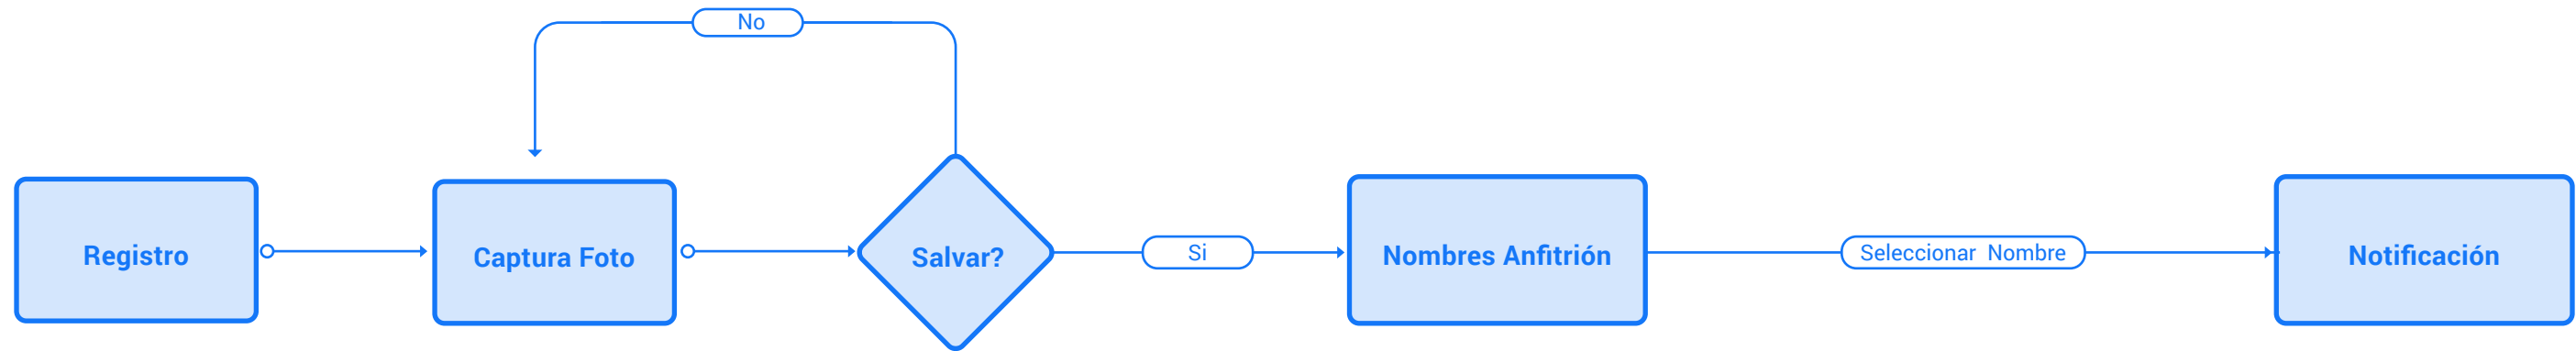 No
Registro
Captura Foto
Salvar?
Si
Nombres Anfitrión
Seleccionar Nombre
Notificación